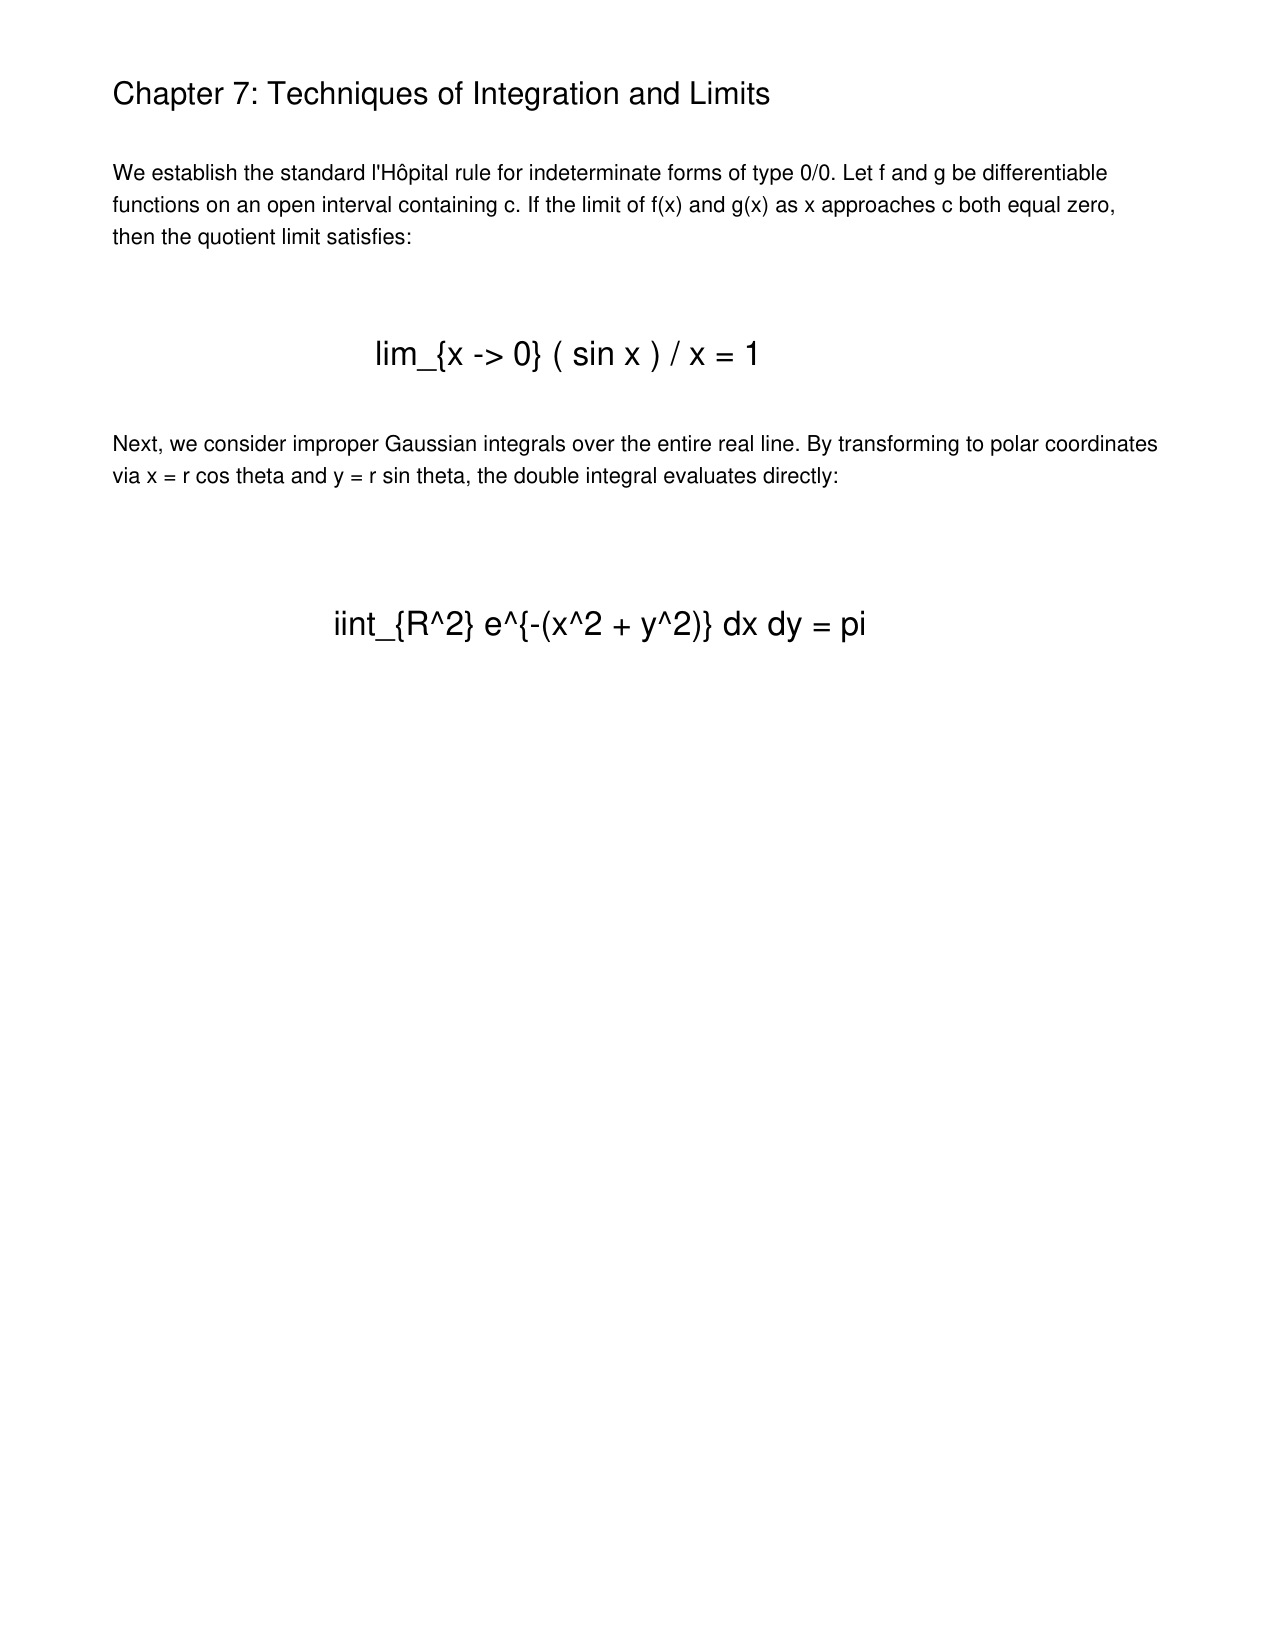 Chapter 7: Techniques of Integration and Limits
We establish the standard l'Hôpital rule for indeterminate forms of type 0/0. Let f and g be differentiable
functions on an open interval containing c. If the limit of f(x) and g(x) as x approaches c both equal zero,
then the quotient limit satisfies:
lim_{x -> 0} ( sin x ) / x = 1
Next, we consider improper Gaussian integrals over the entire real line. By transforming to polar coordinates
via x = r cos theta and y = r sin theta, the double integral evaluates directly:
iint_{R^2} e^{-(x^2 + y^2)} dx dy = pi